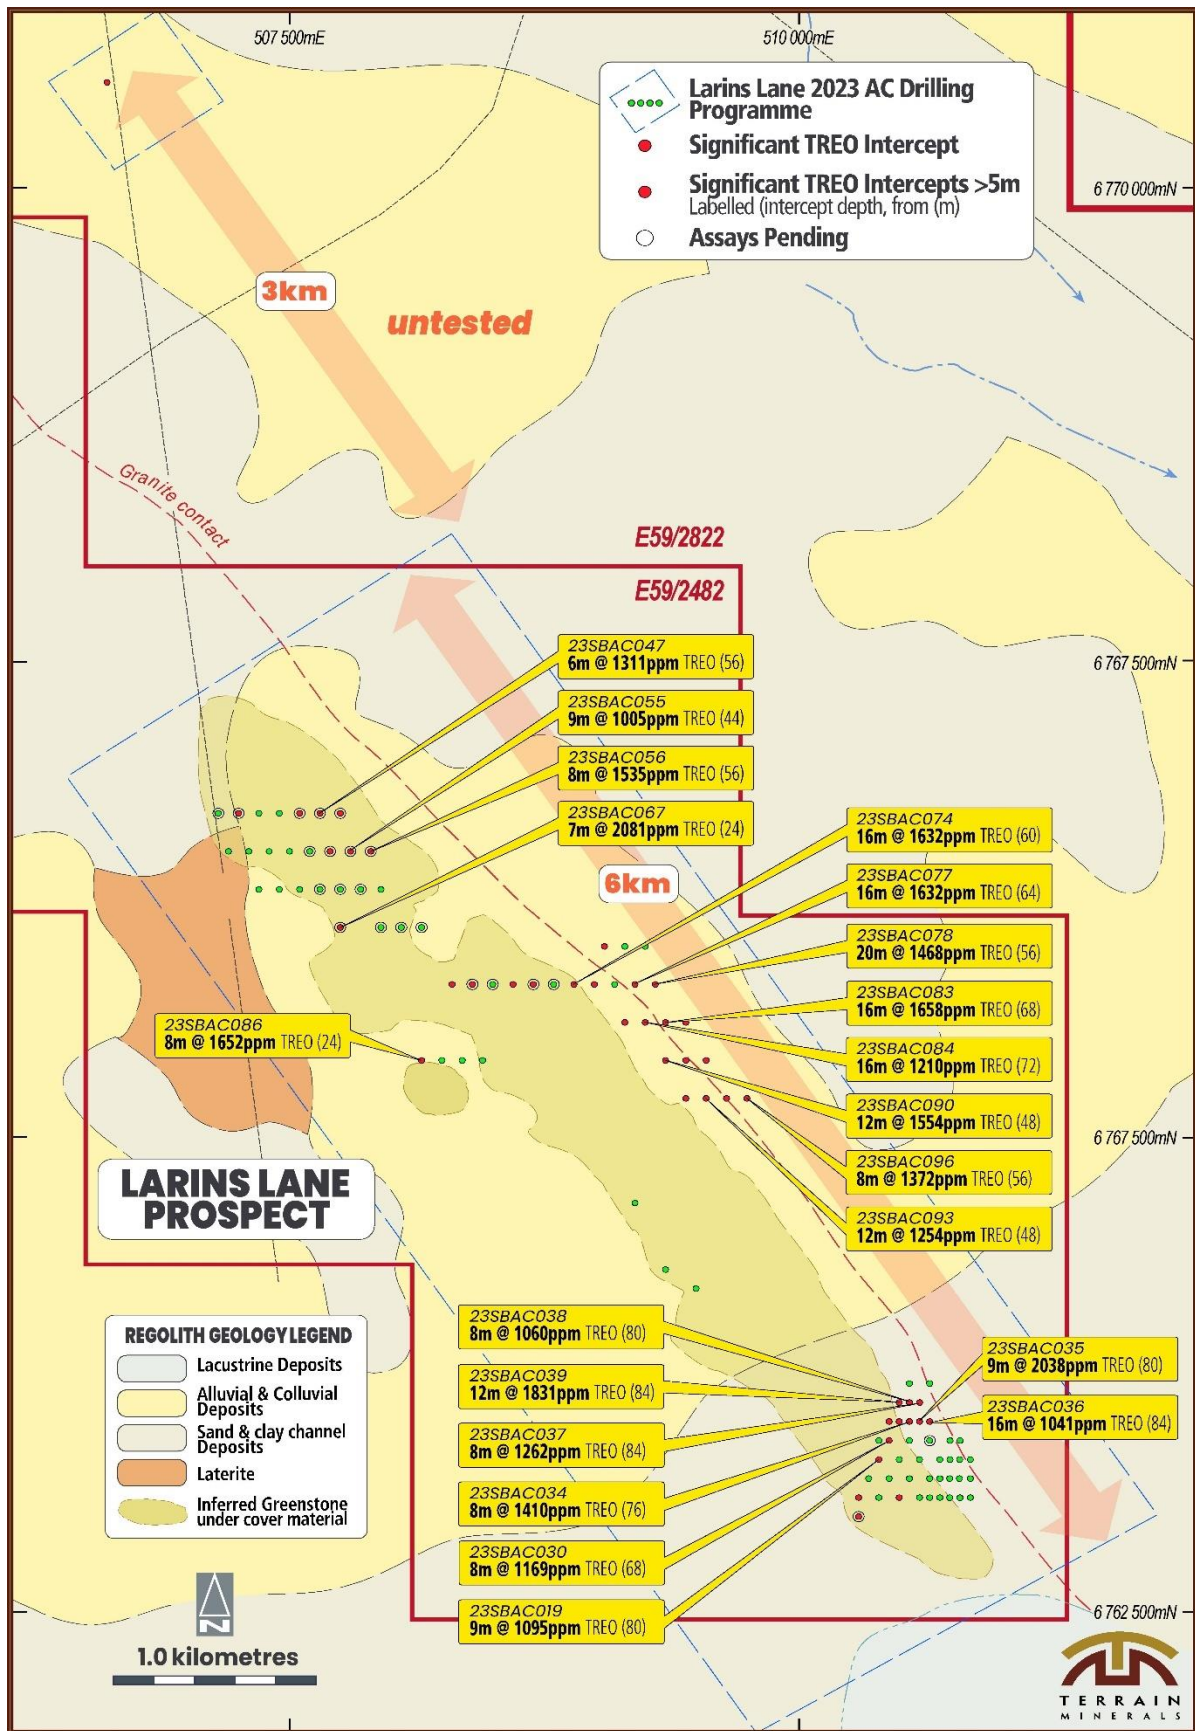 507 500mE
510 000mE
Larins Lane 2023 AC Drilling
Programme
Significant TREO Intercept
Significant TREO Intercepts >5m
Labelled (intercept depth, from (m)
Assays Pending
6 770 000mN
3km
untested
Granite contact
E59/2822
E59/2482
23SBAC047
6m @ 1311ppm TREO (56)
6 767 500mN
23SBAC055
9m @ 1005ppm TREO (44)
23SBAC056
8m @ 1535ppm TREO (56)
23SBAC067
7m @ 2081ppm TREO (24)
23SBAC074
16m @ 1632ppm TREO (60)
6km
23SBAC077
16m @ 1632ppm TREO (64)
23SBAC078
20m @ 1468ppm TREO (56)
23SBAC083
16m @ 1658ppm TREO (68)
23SBAC086
8m @ 1652ppm TREO (24)
23SBAC084
16m @ 1210ppm TREO (72)
23SBAC090
12m @ 1554ppm TREO (48)
6 767 500mN
23SBAC096
8m @ 1372ppm TREO (56)
23SBAC093
12m @ 1254ppm TREO (48)
LARINS LANE
PROSPECT
23SBAC038
8m @ 1060ppm TREO (80)
23SBAC039
12m @ 1831ppm TREO (84)
23SBAC037
8m @ 1262ppm TREO (84)
23SBAC034
8m @ 1410ppm TREO (76)
23SBAC030
8m @ 1169ppm TREO (68)
23SBAC019
9m @ 1095ppm TREO (80)
23SBAC035
9m @ 2038ppm TREO (80)
23SBAC036
16m @ 1041ppm TREO (84)
REGOLITH GEOLOGY LEGEND
Lacustrine Deposits
Alluvial & Colluvial
Deposits
Sand & clay channel
Deposits
Laterite
Inferred Greenstone
under cover material
6 762 500mN
N
1.0 kilometres
TERRAIN
MINERALS